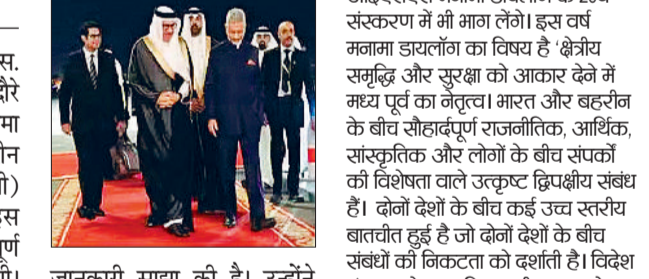 स.
दौरे
मा
ीन
ी)
इस
पूर्ण
संस्करण में भी भाग लेंगे। इस वर्ष
मनामा डायलॉग का विषय है 'क्षेत्रीय
समृद्धि और सुरक्षा को आकार देने में
मध्य पूर्व का नेतृत्व। भारत और बहरीन
के बीच सौहार्दपूर्ण राजनीतिक, आर्थिक,
सांस्कृतिक और लोगों के बीच संपर्कों
की विशेषता वाले उत्कृष्ट द्विपक्षीय संबंध
हैं। दोनों देशों के बीच कई उच्च स्तरीय
बातचीत हुई है जो दोनों देशों के बीच
संबंधों की निकटता को दर्शाती है। विदेश